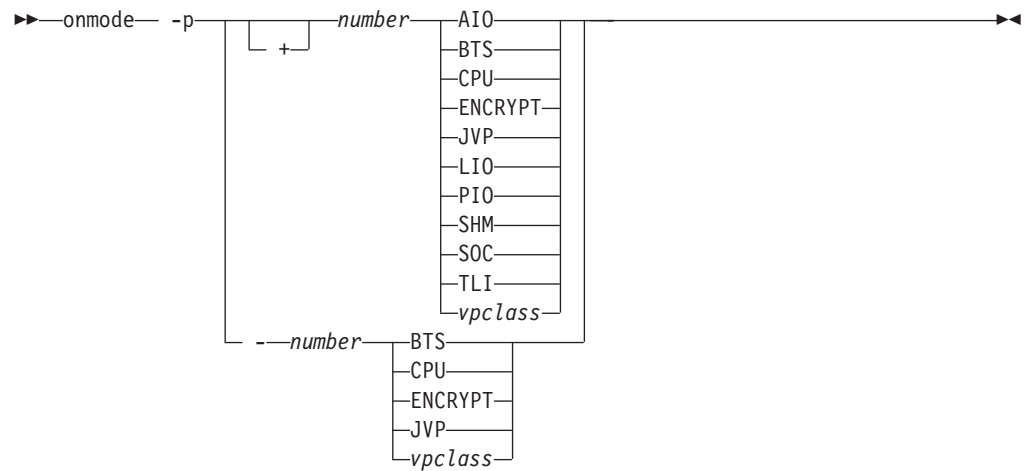 onmode -p number AIO
+ BTS
CPU
ENCRYPT
JVP
LIO
PIO
SHM
SOC
TLI
vpclass
- number BTS
CPU
ENCRYPT
JVP
vpclass